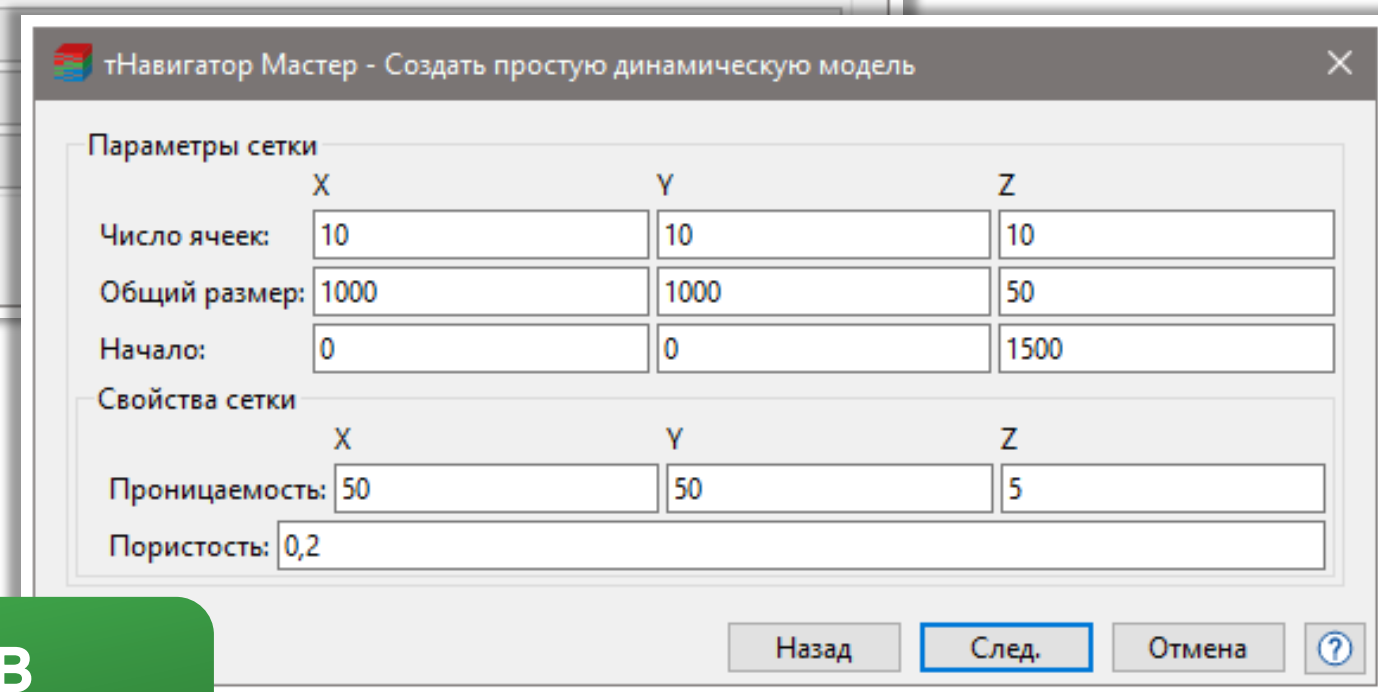 тНавигатор Мастер - Создать простую динамическую модель
Параметры сетки
X Y Z
Число ячеек: 10 10 10
Общий размер: 1000 1000 50
Начало: 0 0 1500
Свойства сетки
X Y Z
Проницаемость: 50 50 5
Пористость: 0,2
Назад След. Отмена ?
в